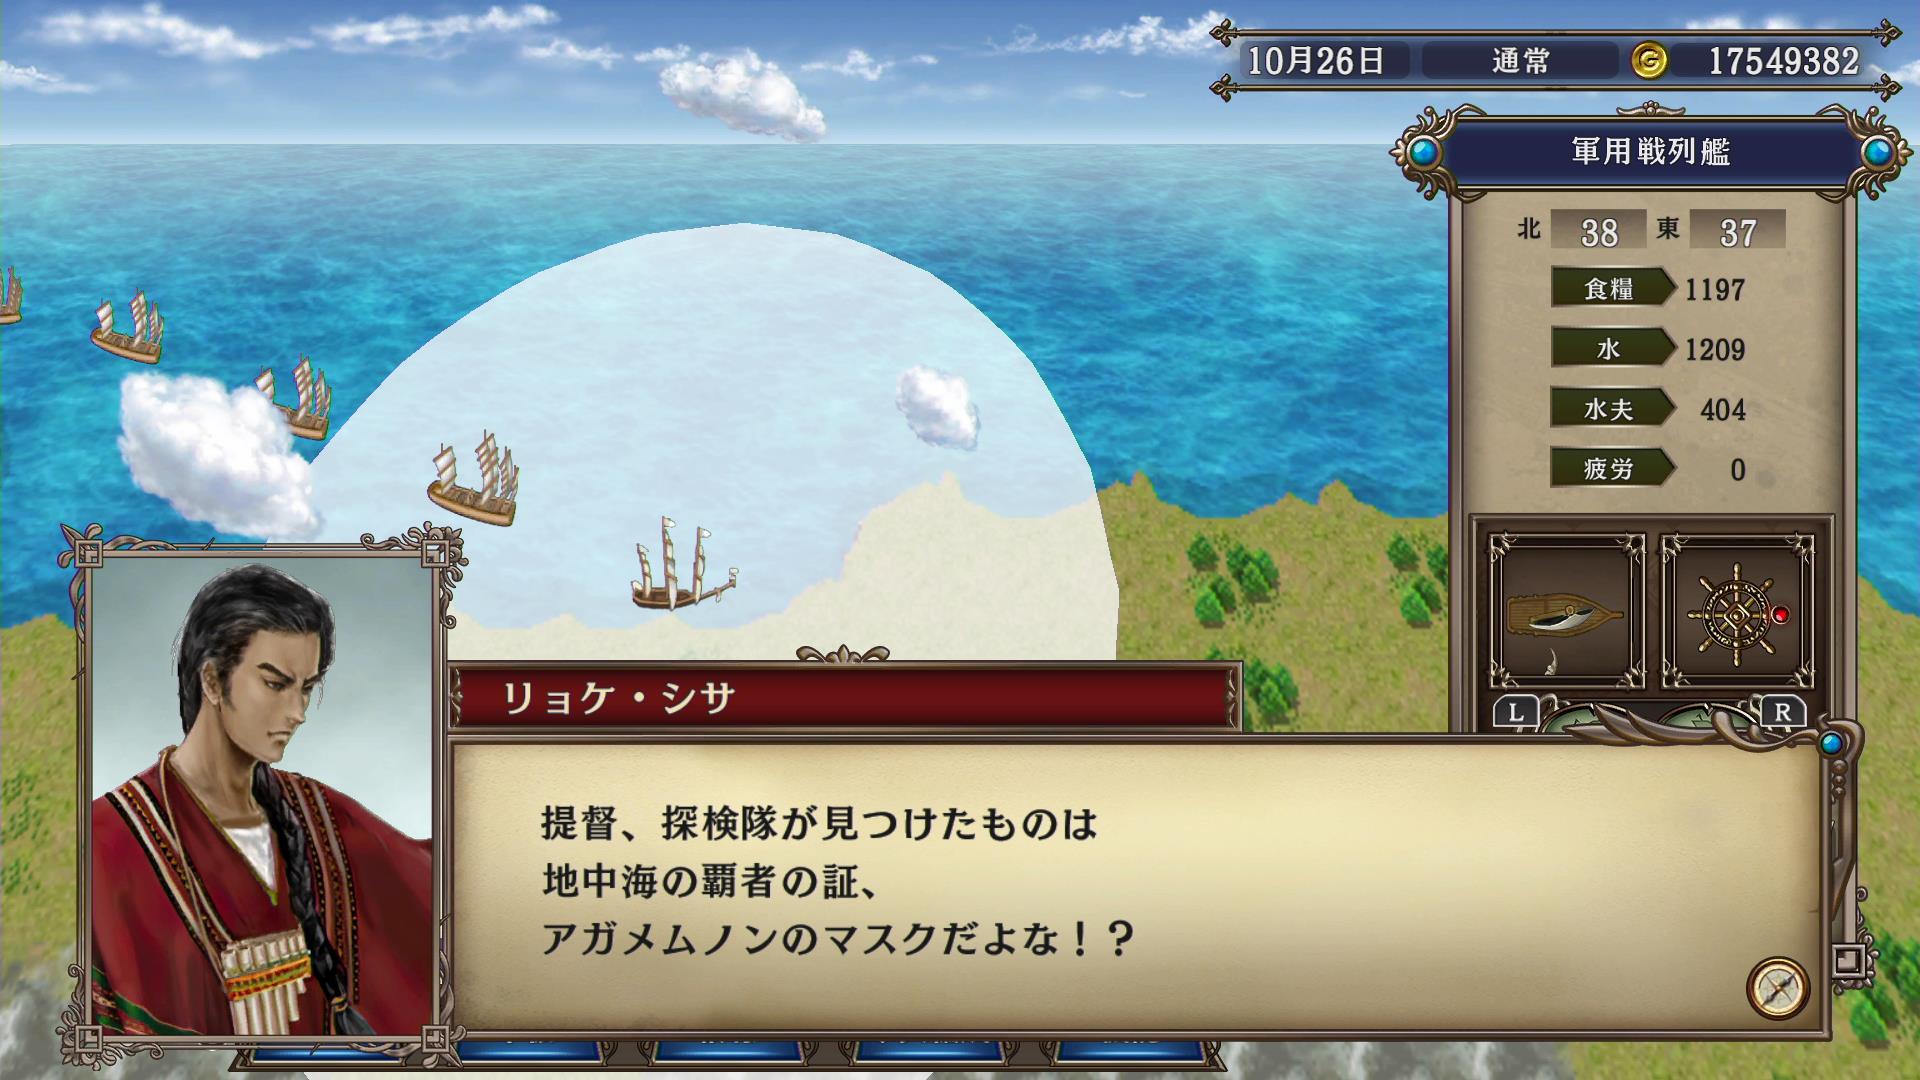 10月26日 通常 G 17549382
軍用戦列艦
北 38 東 37
食糧 1197
水 1209
水夫 404
疲労 0
L R
リョケ・シサ
提督、探検隊が見つけたものは
地中海の覇者の証、
アガメムノンのマスクだよな！？